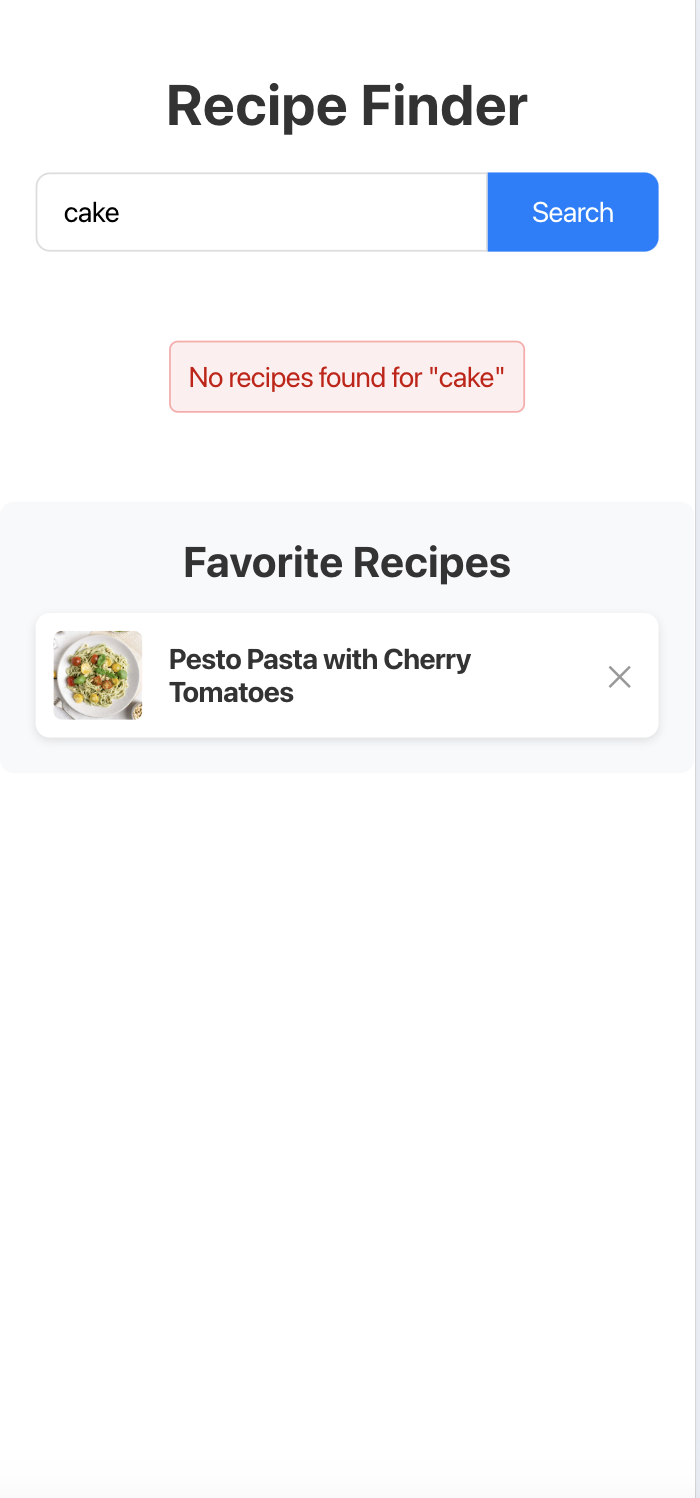 Recipe Finder
cake
Search
No recipes found for "cake"
Favorite Recipes
Pesto Pasta with Cherry
Tomatoes